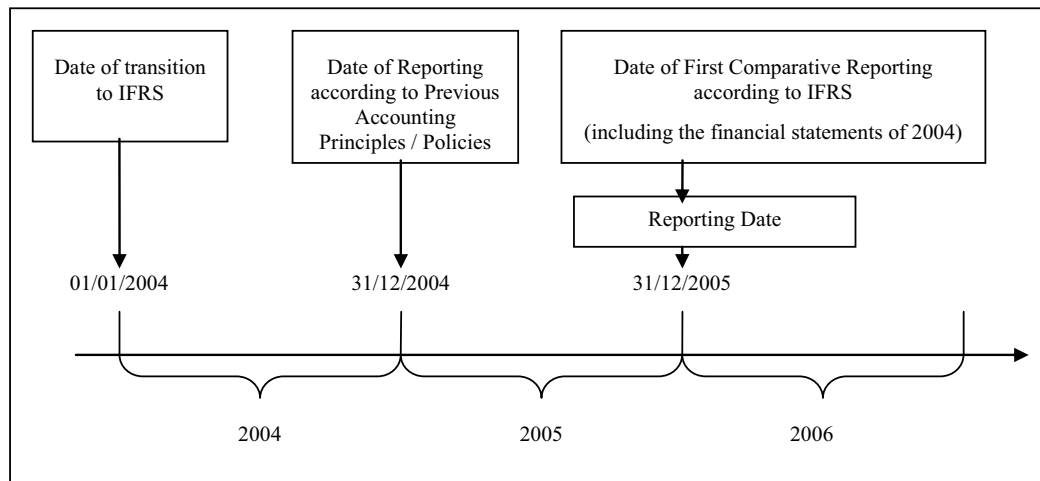 Date of transition
to IFRS
Date of Reporting
according to Previous
Accounting
Principles / Policies
Date of First Comparative Reporting
according to IFRS
(including the financial statements of 2004)
Reporting Date
01/01/2004
31/12/2004
31/12/2005
2004
2005
2006